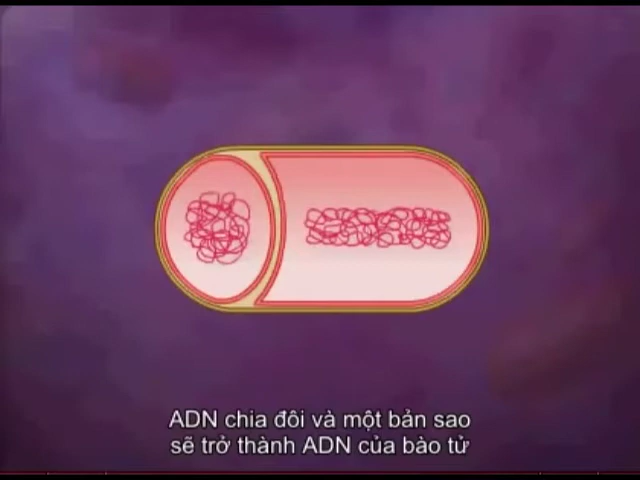 ADN chia đôi và một bản sao
sẽ trở thành ADN của bào tử